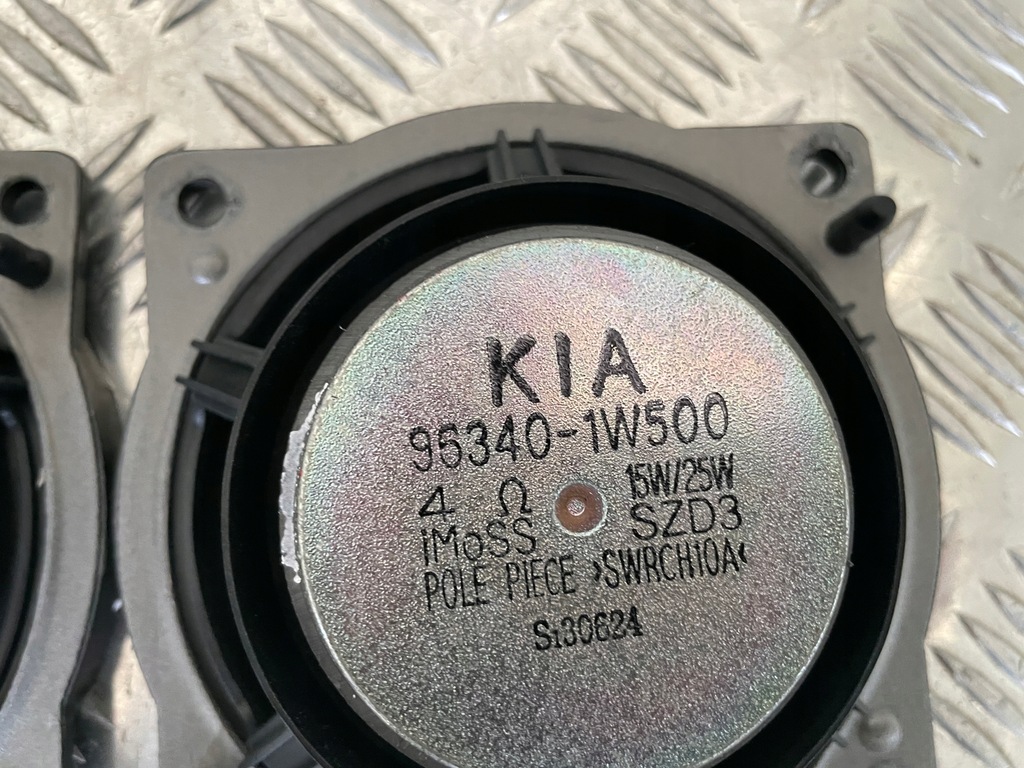 KIA
96340-1W500
4 Ω 15W/25W
iMoSS SZD3
POLE PIECE >SWRCH10A<
S130624